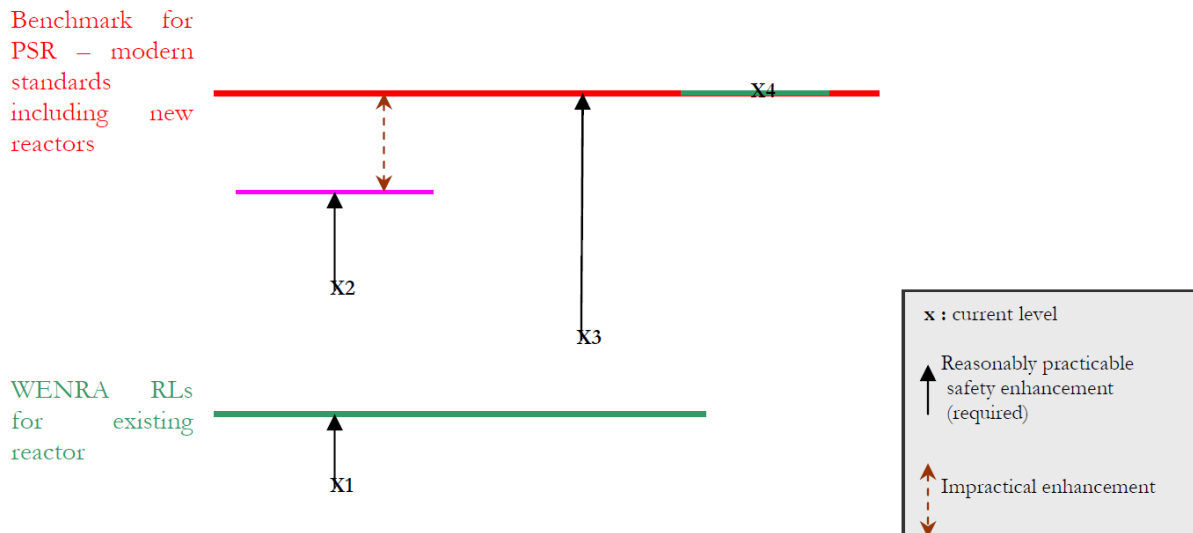 Benchmark for
PSR – modern
standards
including new
reactors
X4
X2
X3
WENRA RLs
for existing
reactor
X1
x : current level
Reasonably practicable
safety enhancement
(required)
Impractical enhancement